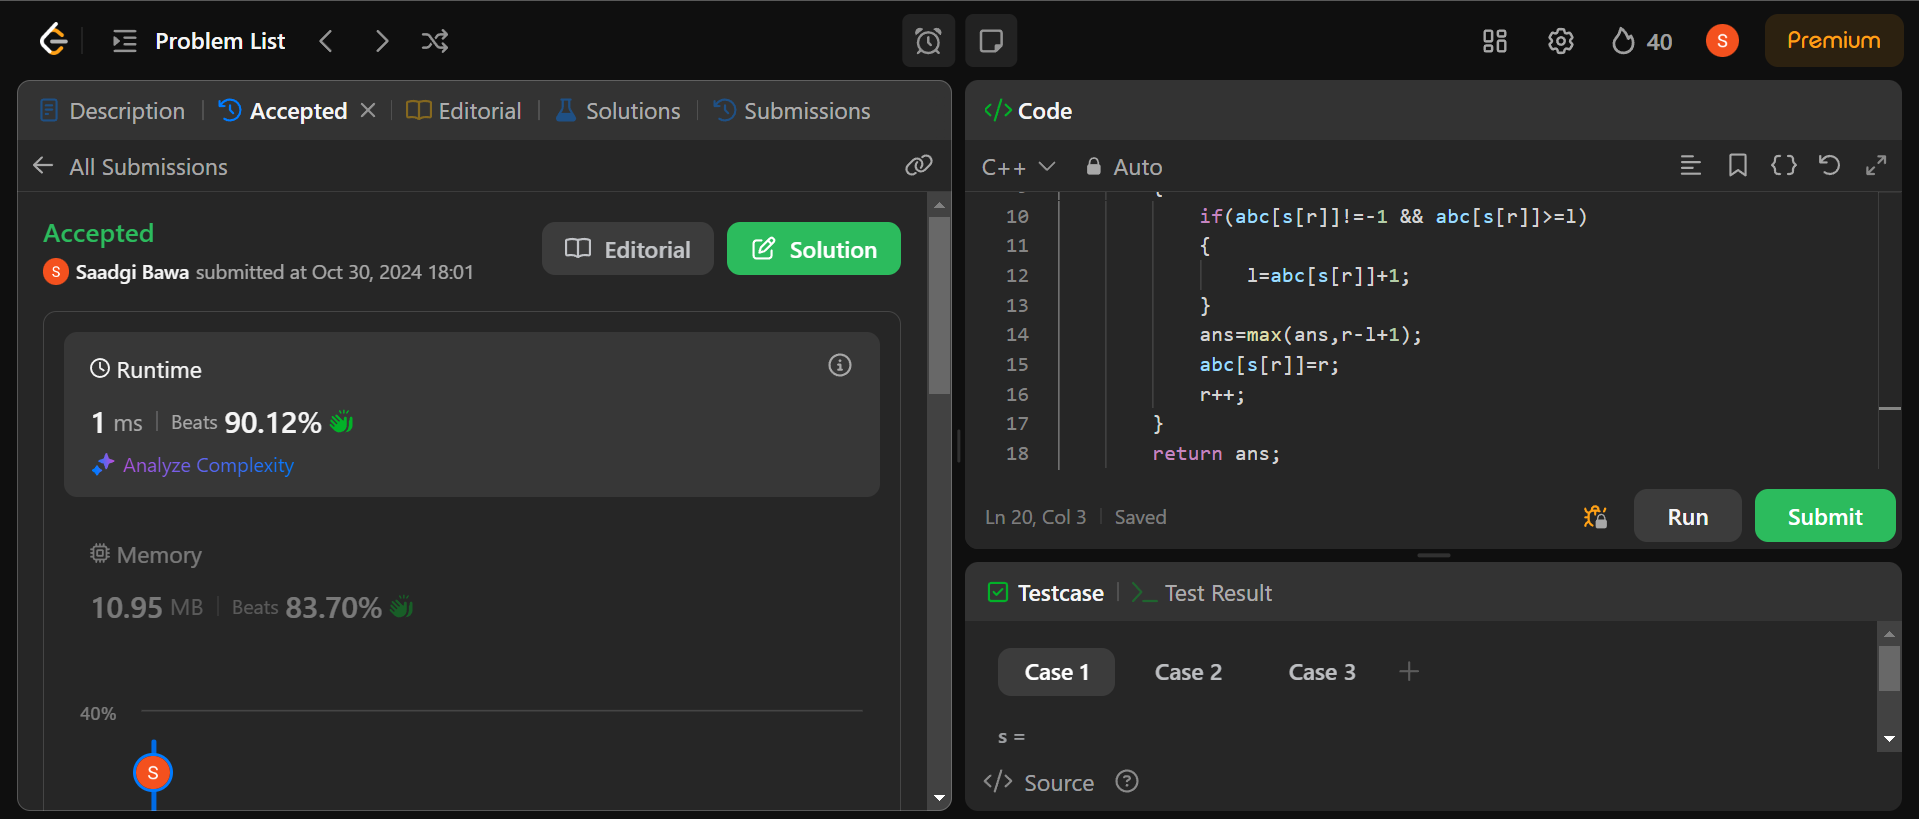 Problem List
40
S
Premium
Description
Accepted
Editorial
Solutions
Submissions
All Submissions
Accepted
S Saadgi Bawa submitted at Oct 30, 2024 18:01
Editorial
Solution
Runtime
1 ms | Beats 90.12%
Analyze Complexity
Memory
10.95 MB | Beats 83.70%
40%
S
</> Code
C++
Auto
{}
10 if(abc[s[r]]!=-1 && abc[s[r]]>=l)
11 {
12 l=abc[s[r]]+1;
13 }
14 ans=max(ans,r-l+1);
15 abc[s[r]]=r;
16 r++;
17 }
18 return ans;
Ln 20, Col 3 | Saved
Run
Submit
Testcase
>_ Test Result
Case 1
Case 2
Case 3
+
s =
</> Source ?